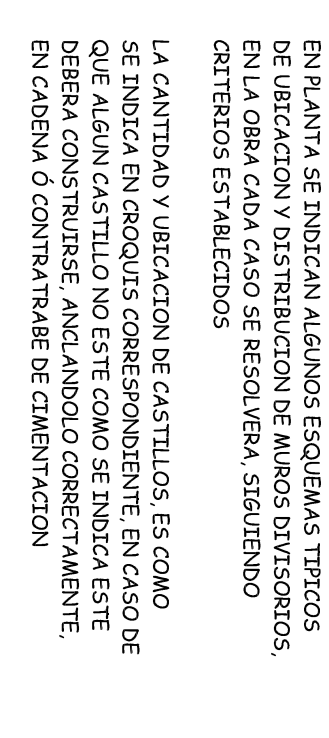 EN PLANTA SE INDICAN ALGUNOS ESQUEMAS TIPICOS
DE UBICACION Y DISTRIBUCION DE MUROS DIVISORIOS,
EN LA OBRA CADA CASO SE RESOLVERA, SIGUIENDO
CRITERIOS ESTABLECIDOS
LA CANTIDAD Y UBICACION DE CASTILLOS, ES COMO
SE INDICA EN CROQUIS CORRESPONDIENTE, EN CASO DE
QUE ALGUN CASTILLO NO ESTE COMO SE INDICA ESTE
DEBERA CONSTRUIRSE, ANCLANDOLO CORRECTAMENTE,
EN CADENA Ó CONTRATRABE DE CIMENTACION